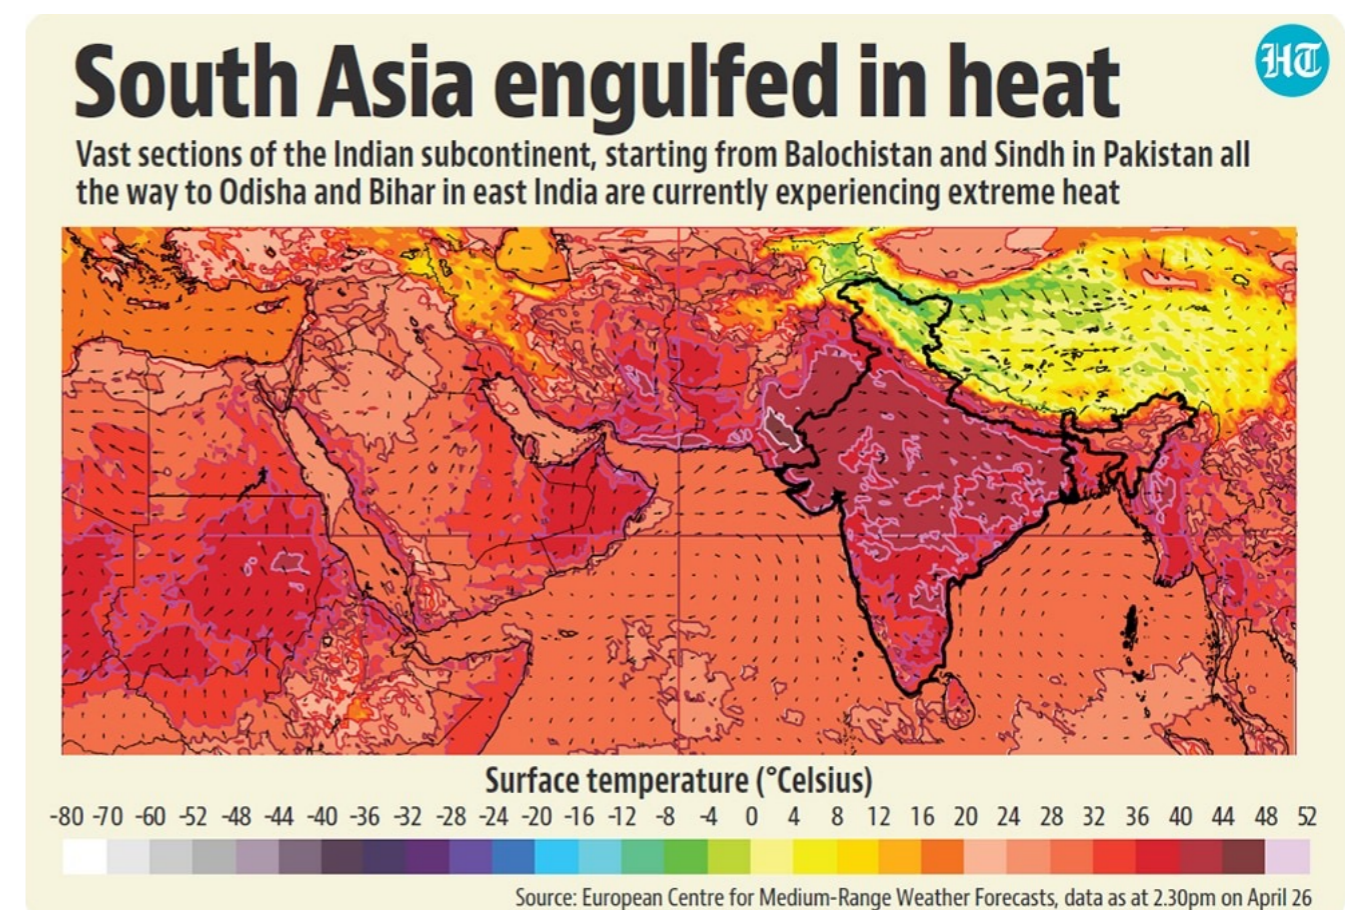 South Asia engulfed in heat
HT
Vast sections of the Indian subcontinent, starting from Balochistan and Sindh in Pakistan all
the way to Odisha and Bihar in east India are currently experiencing extreme heat
Surface temperature (°Celsius)
-80 -70 -60 -52 -48 -44 -40 -36 -32 -28 -24 -20 -16 -12 -8 -4 0 4 8 12 16 20 24 28 32 36 40 44 48 52
Source: European Centre for Medium-Range Weather Forecasts, data as at 2.30pm on April 26